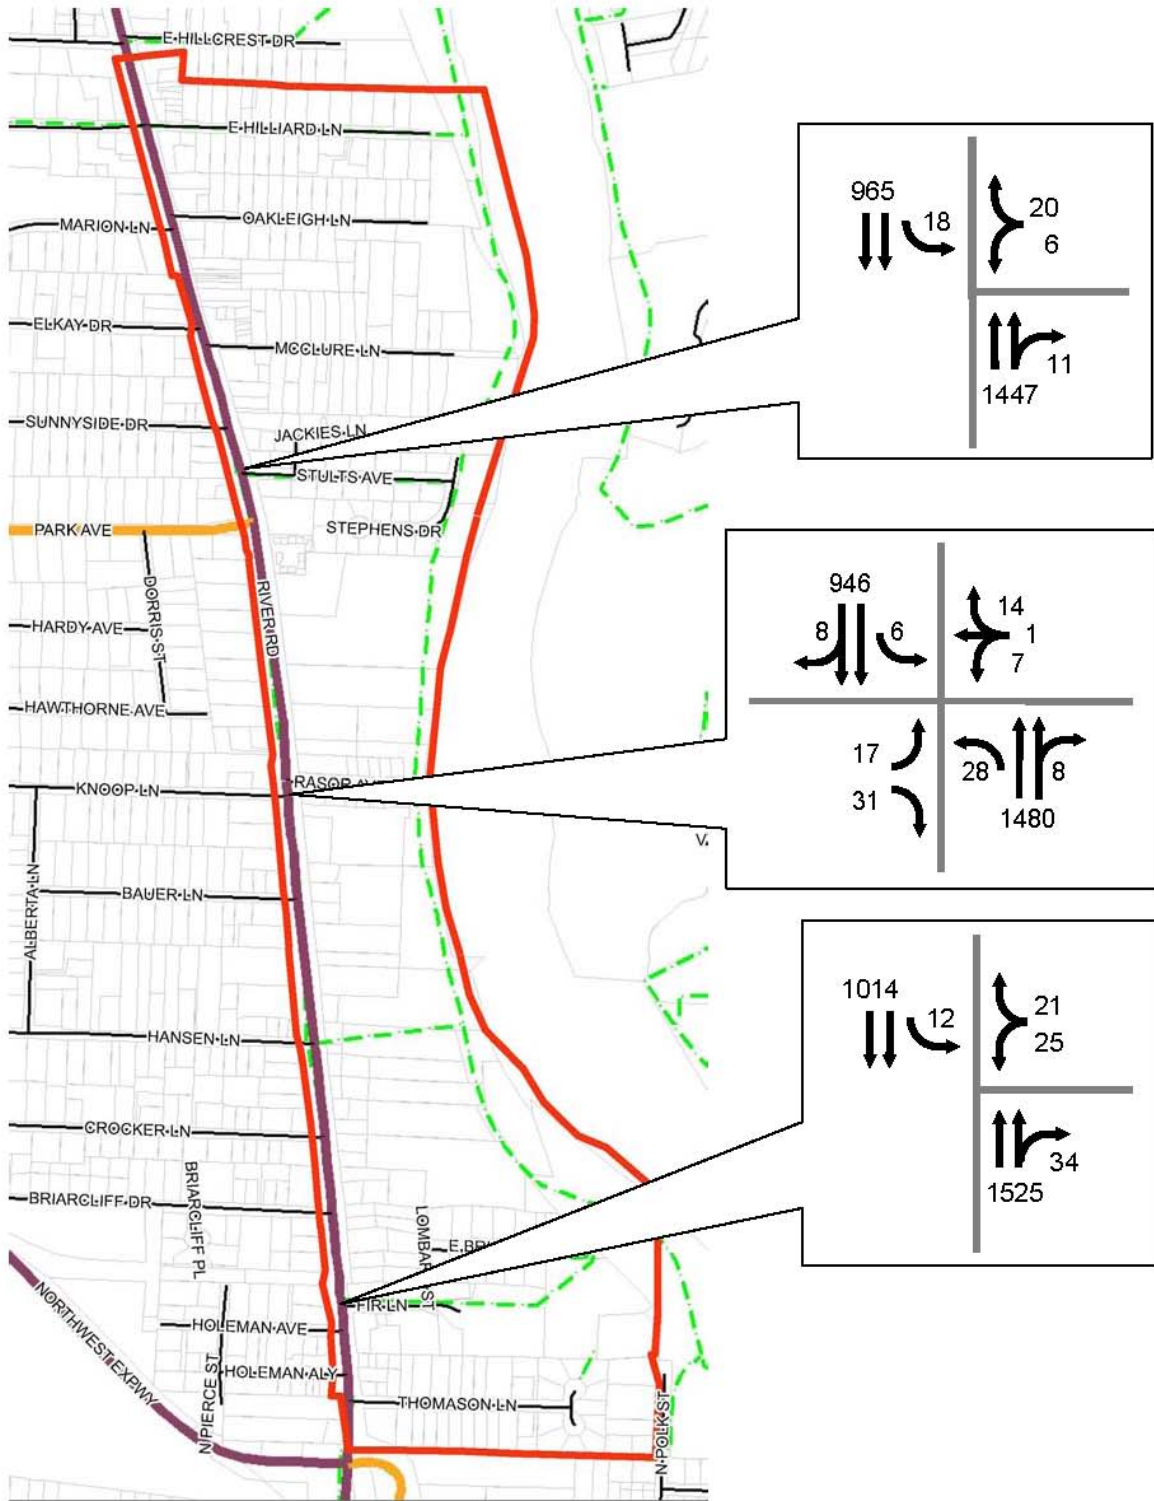 E HILLCREST DR
E HILLIARD LN
MARION LN
OAKLEIGH LN
ELKAY DR
MCCLURE LN
SUNNYSIDE DR
JACKIES LN
STULTS AVE
PARK AVE
STEPHENS DR
DORRIS ST
RIVER RD
HARDY AVE
HAWTHORNE AVE
KNOOP LN
ALBERTA LN
BAUER LN
HANSEN LN
CROCKER LN
BRIARCLIFF DR
BRIARCLIFF PL
NORTHWEST EXPWY
FIR LN
HOLEMAN AVE
N PIERCE ST
HOLEMAN ALY
THOMASON LN
N POLK ST
965
18
20
6
11
1447
946
8
6
14
1
7
17
31
28
8
1480
1014
12
21
25
34
1525